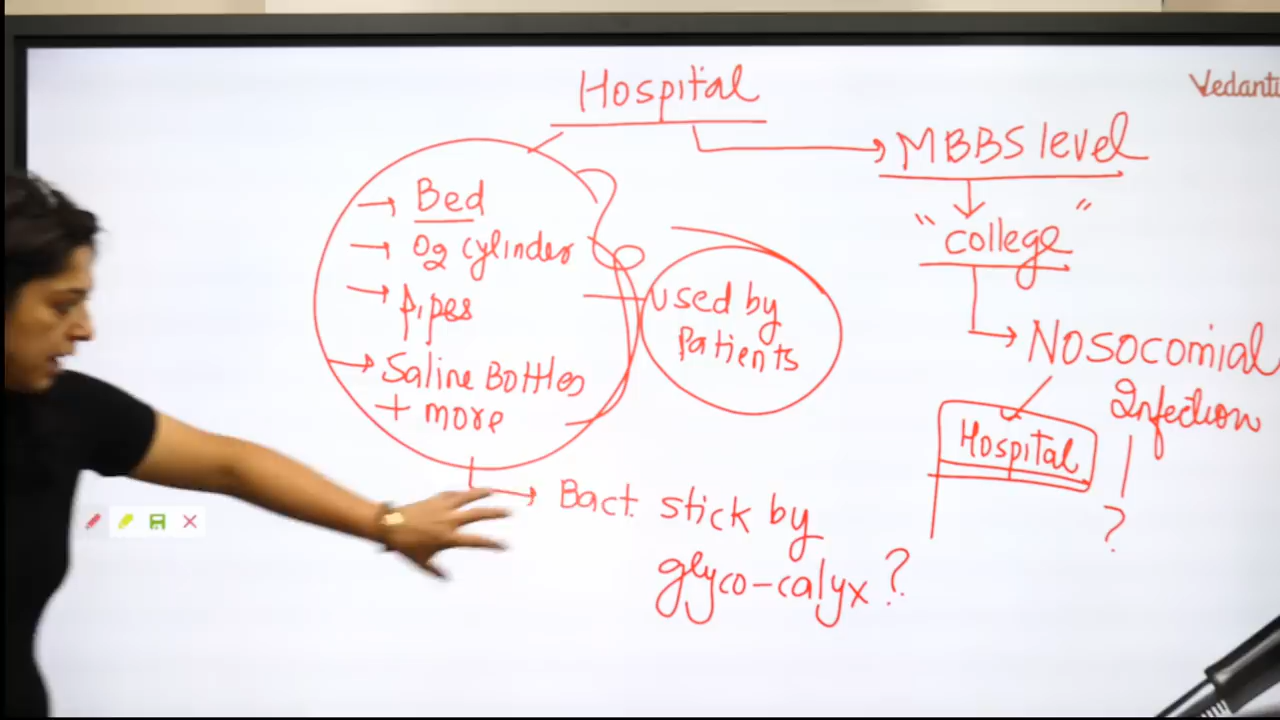 Hospital
Vedantu
MBBS level
" college "
Nosocomial
Infection
Hospital
?
→ Bed
→ O2 cylinder
→ pipes
→ Saline Bottles
+ more
used by
Patients
→ Bact. stick by
glyco-calyx ?